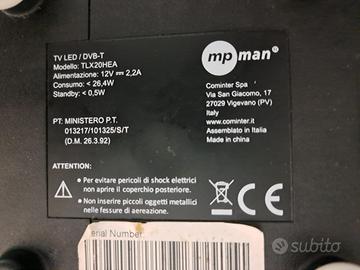 TV LED / DVB-T
Modello: TLX20HEA
Alimentazione: 12V ⎓ 2,2A
Consumo: < 26,4W
Standby: < 0,5W
PT: MINISTERO P.T.
013217/101325/S/T
(D.M. 26.3.92)
mpman®
Cominter Spa
Via San Giacomo, 17
27029 Vigevano (PV)
Italy
www.cominter.it
Assemblato in Italia
Made in china
ATTENZIONE:
• Per evitare pericoli di shock elettrici
non aprire il coperchio posteriore.
• Non inserire piccoli oggetti metallici
nelle fessure di aereazione.
CE
erial Number
subito